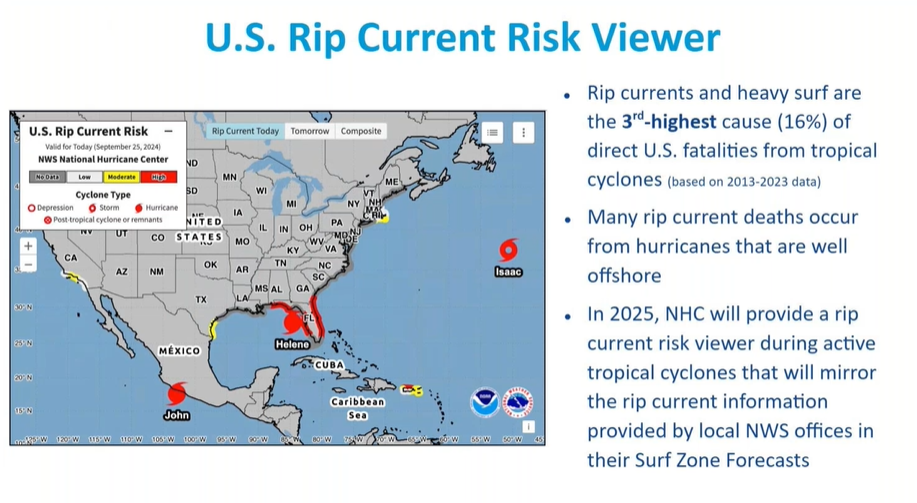 U.S. Rip Current Risk Viewer
U.S. Rip Current Risk
Valid for Today (September 25, 2024)
NWS National Hurricane Center
No Data Low Moderate High
Cyclone Type
Depression Storm Hurricane
Post-tropical cyclone or remnants
Rip Current Today Tomorrow Composite
ND
MN
SD
WI
MI
ME
VT
NH
NY
MA
RI
IA
NE
UNITED
STATES
NV
UT
CO
IL
IN
OH
PA
NJ
MD
DE
WV
VA
CA
MO
KY
AZ
NM
OK
AR
TN
NC
SC
MS
AL
GA
TX
LA
FL
Isaac
Helene
MÉXICO
CUBA
Caribbean
Sea
John
30°N
25°N
20°N
15°N
120°W 115°W 110°W 105°W 100°W 95°W 90°W 85°W 80°W 75°W 70°W 65°W 60°W 55°W 50°W 45
• Rip currents and heavy surf are
the 3rd-highest cause (16%) of
direct U.S. fatalities from tropical
cyclones (based on 2013-2023 data)
• Many rip current deaths occur
from hurricanes that are well
offshore
• In 2025, NHC will provide a rip
current risk viewer during active
tropical cyclones that will mirror
the rip current information
provided by local NWS offices in
their Surf Zone Forecasts